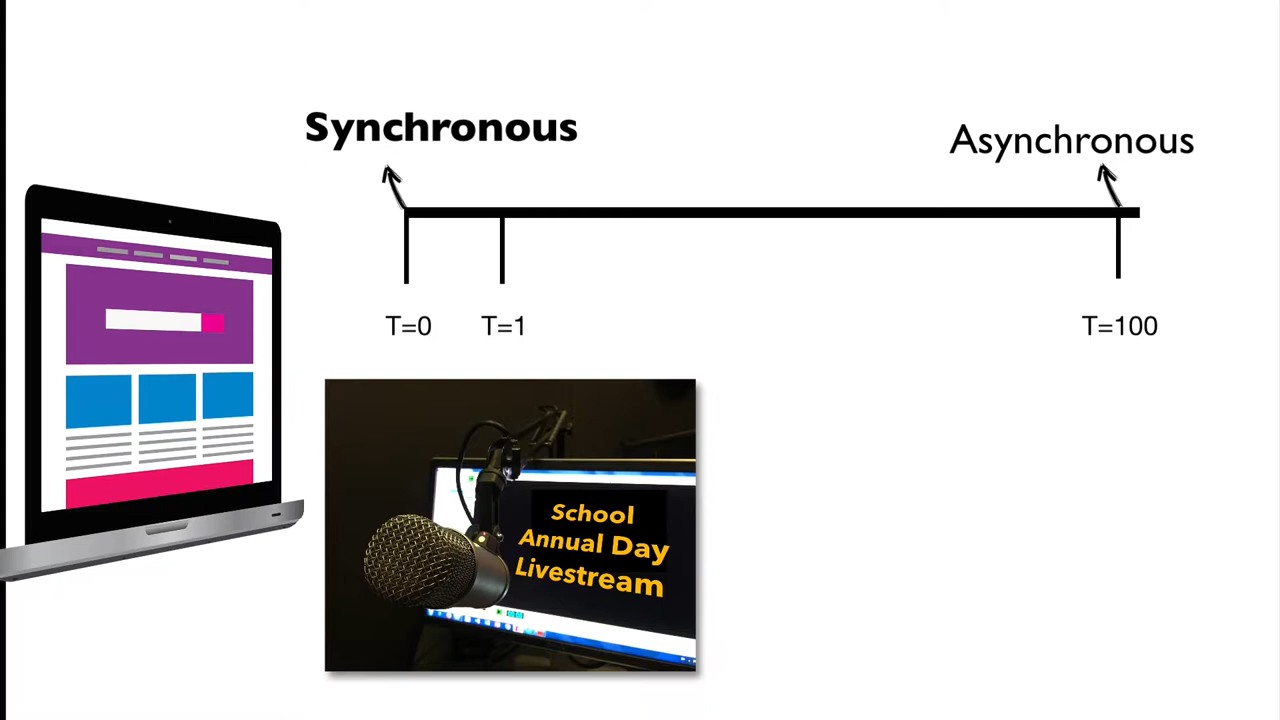 Synchronous
Asynchronous
T=0
T=1
T=100
School
Annual Day
Livestream